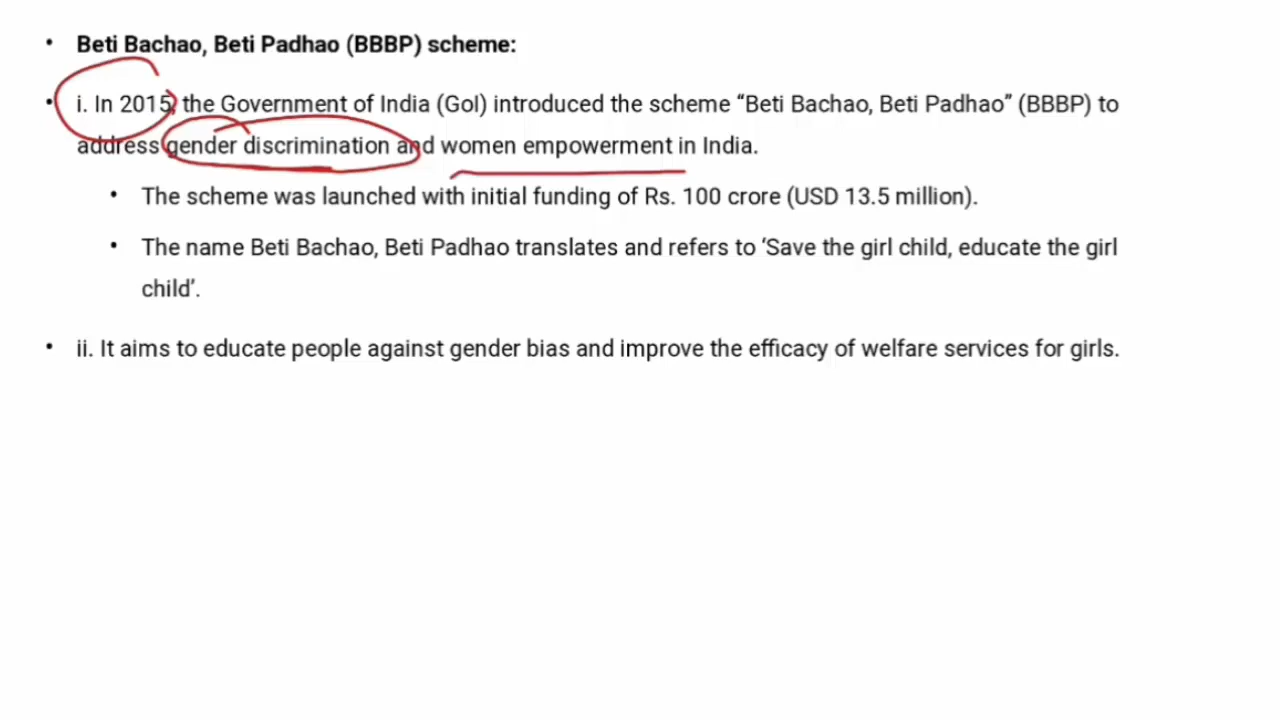 • Beti Bachao, Beti Padhao (BBBP) scheme:
• i. In 2015, the Government of India (GoI) introduced the scheme “Beti Bachao, Beti Padhao” (BBBP) to
address gender discrimination and women empowerment in India.
• The scheme was launched with initial funding of Rs. 100 crore (USD 13.5 million).
• The name Beti Bachao, Beti Padhao translates and refers to ‘Save the girl child, educate the girl
child’.
• ii. It aims to educate people against gender bias and improve the efficacy of welfare services for girls.